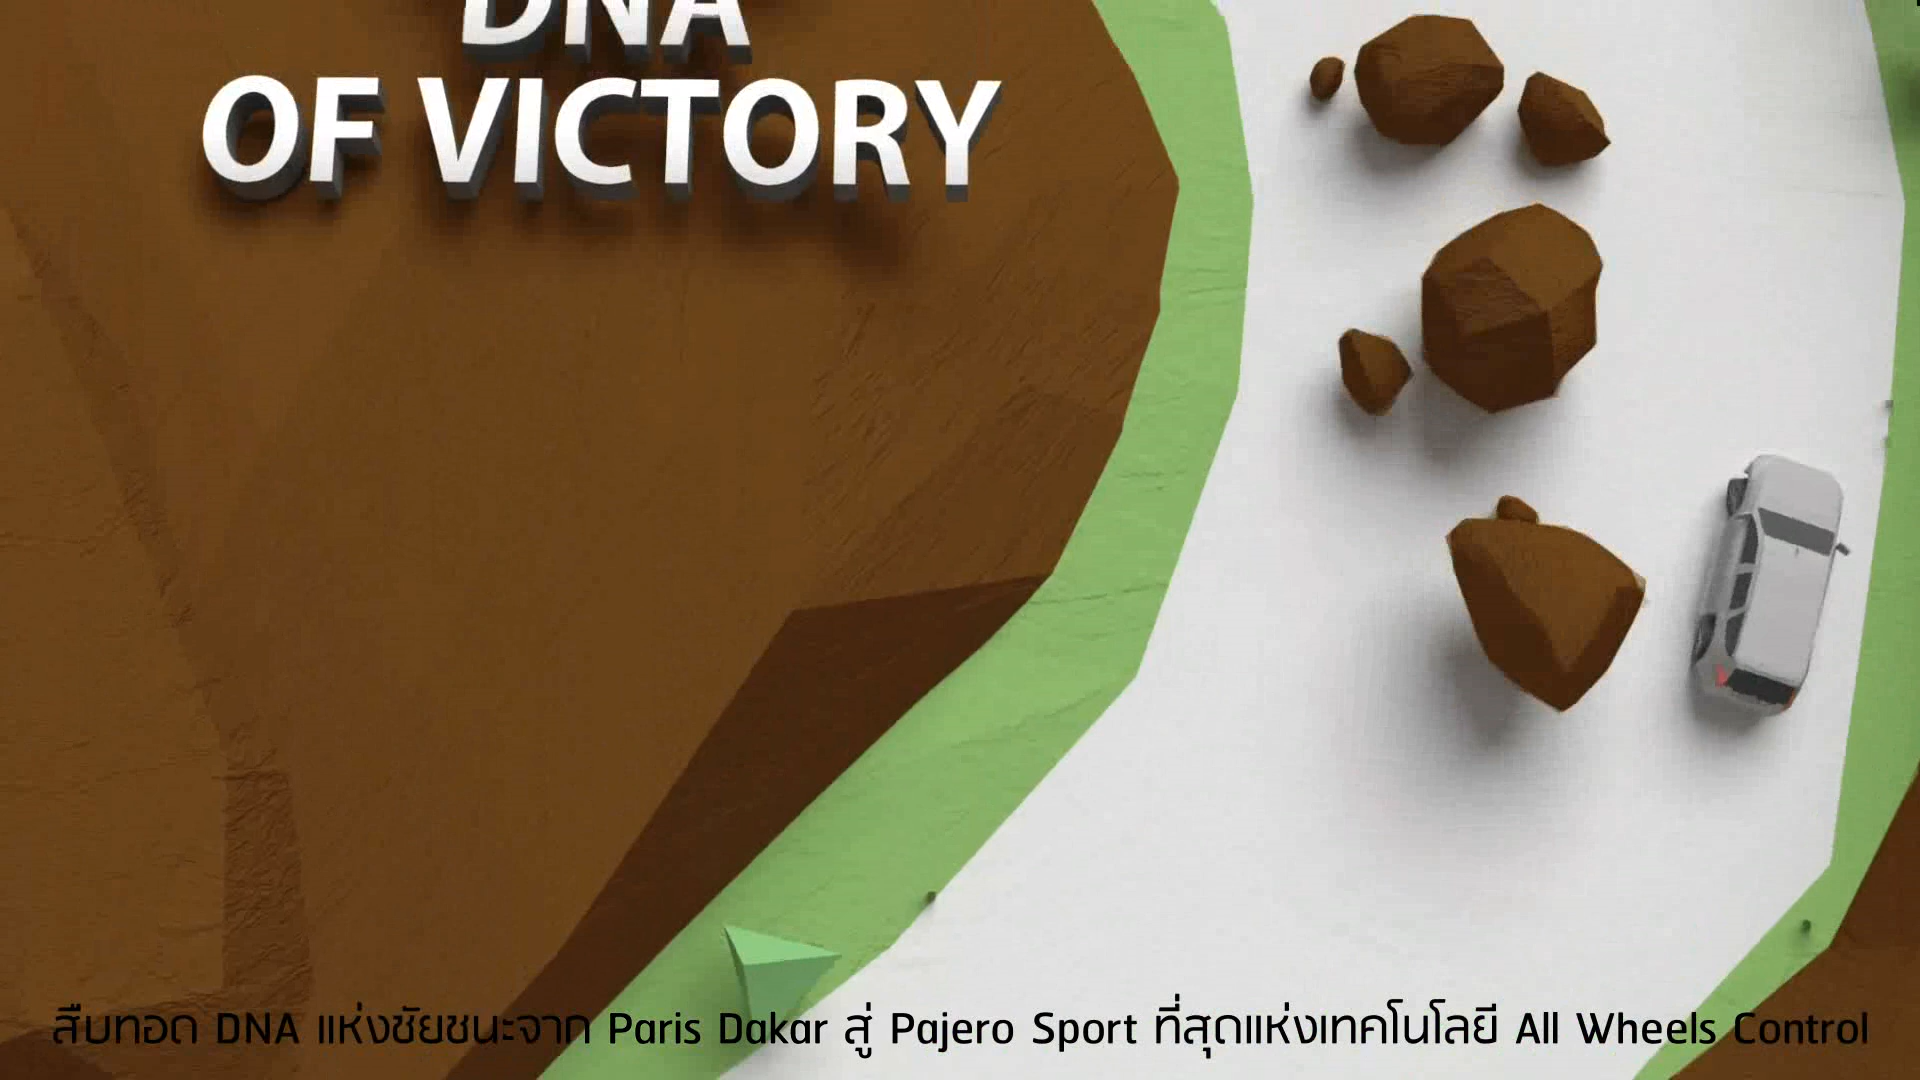 DNA
OF VICTORY
สืบทอด DNA แห่งชัยชนะจาก Paris Dakar สู่ Pajero Sport ที่สุดแห่งเทคโนโลยี All Wheels Control